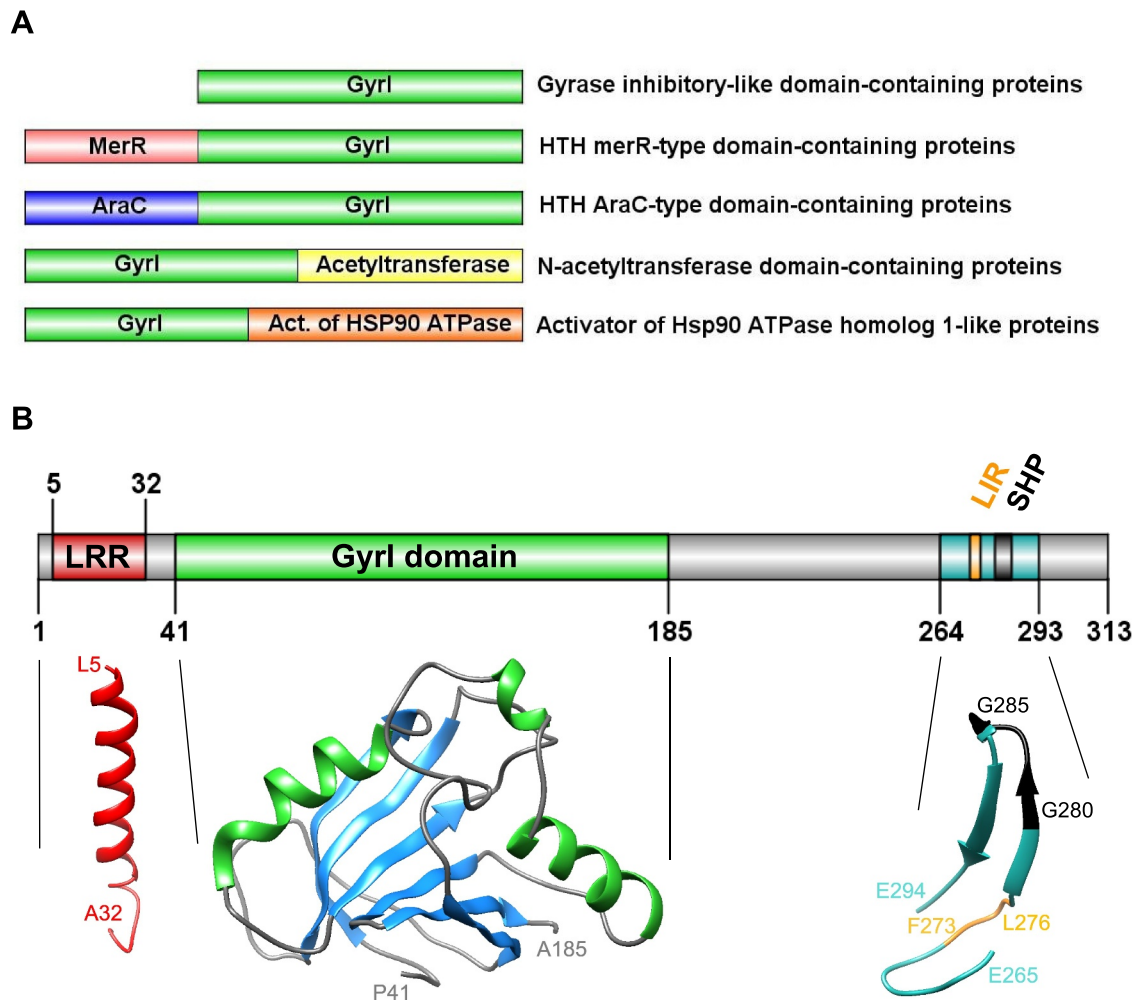 A
GyrI Gyrase inhibitory-like domain-containing proteins
MerR GyrI HTH merR-type domain-containing proteins
AraC GyrI HTH AraC-type domain-containing proteins
GyrI Acetyltransferase N-acetyltransferase domain-containing proteins
GyrI Act. of HSP90 ATPase Activator of Hsp90 ATPase homolog 1-like proteins
B
5 32 LIR SHP
LRR GyrI domain
1 41 185 264 293 313
L5
G285
G280
E294
A32 F273 L276
A185
E265
P41